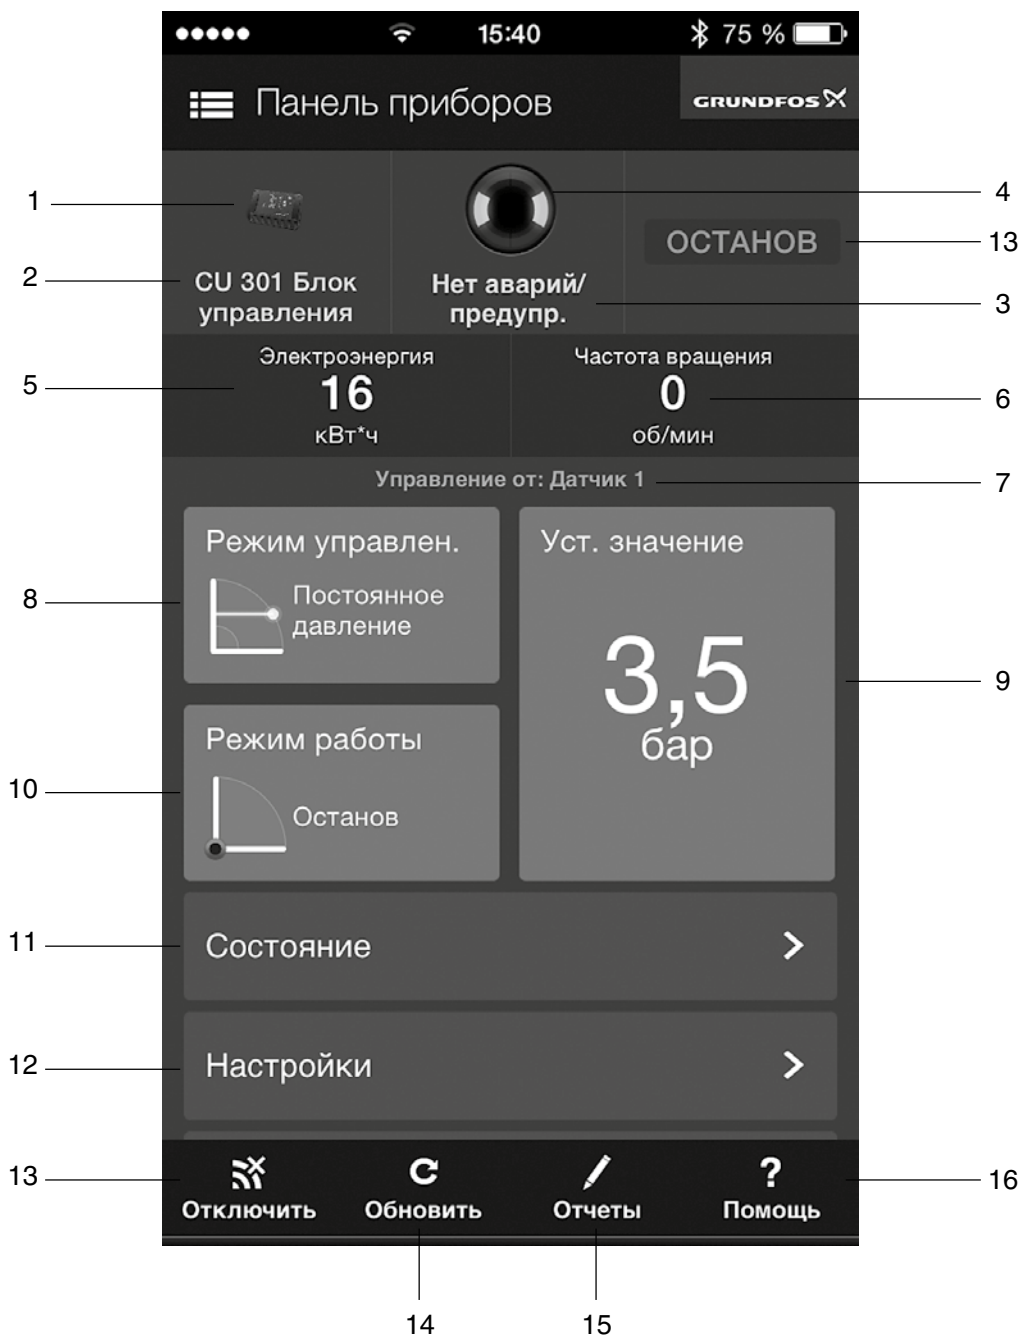 15:40
75 %
Панель приборов
GRUNDFOS
1
4
ОСТАНОВ
13
2
CU 301 Блок
управления
Нет аварий/
предупр.
3
Электроэнергия
Частота вращения
5
16
0
6
кВт*ч
об/мин
Управление от: Датчик 1
7
Режим управлен.
Уст. значение
8
Постоянное
давление
3,5
бар
9
Режим работы
10
Останов
11
Состояние
12
Настройки
13
16
Отключить
Обновить
Отчеты
Помощь
14
15